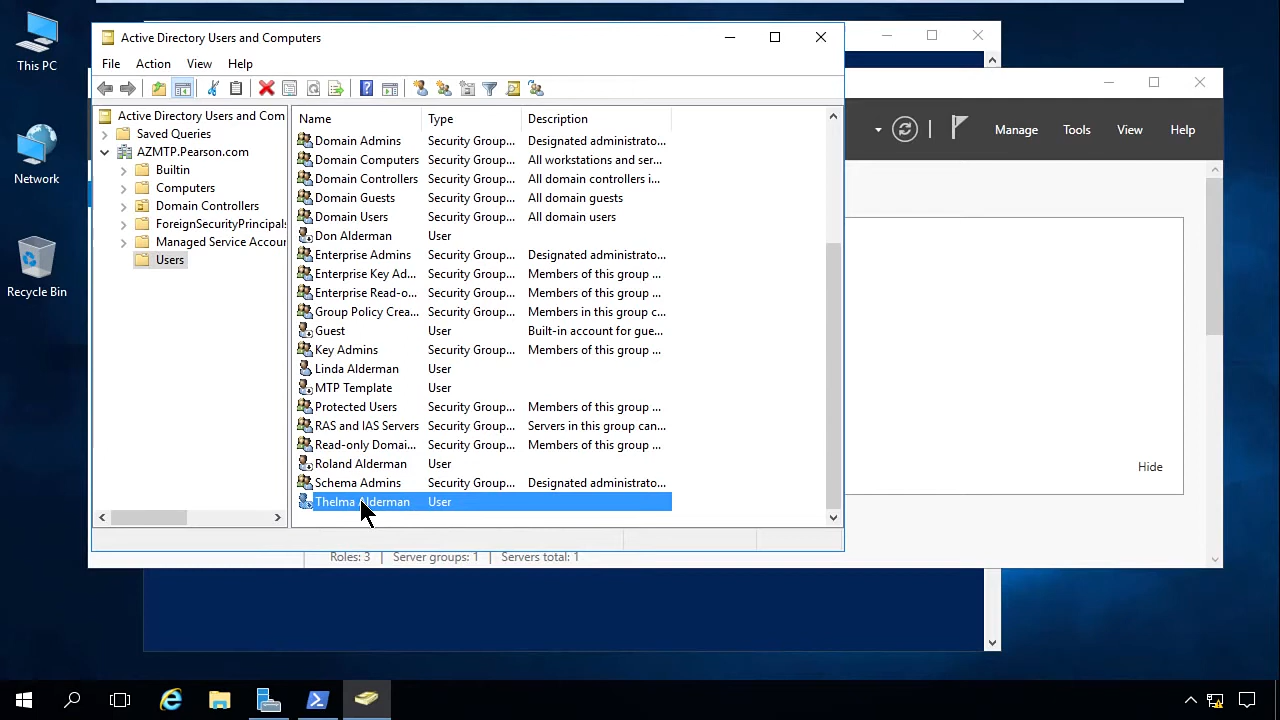 This PC
Network
Recycle Bin
Active Directory Users and Computers
File Action View Help
Active Directory Users and Com
Saved Queries
AZMTP.Pearson.com
Builtin
Computers
Domain Controllers
ForeignSecurityPrincipals
Managed Service Accoun
Users
Name Type Description
Domain Admins Security Group... Designated administrato...
Domain Computers Security Group... All workstations and ser...
Domain Controllers Security Group... All domain controllers i...
Domain Guests Security Group... All domain guests
Domain Users Security Group... All domain users
Don Alderman User
Enterprise Admins Security Group... Designated administrato...
Enterprise Key Ad... Security Group... Members of this group ...
Enterprise Read-o... Security Group... Members of this group ...
Group Policy Crea... Security Group... Members in this group c...
Guest User Built-in account for gue...
Key Admins Security Group... Members of this group ...
Linda Alderman User
MTP Template User
Protected Users Security Group... Members of this group ...
RAS and IAS Servers Security Group... Servers in this group can...
Read-only Domai... Security Group... Members of this group ...
Roland Alderman User
Schema Admins Security Group... Designated administrato...
Thelma Alderman User
Manage Tools View Help
Hide
Roles: 3 | Server groups: 1 | Servers total: 1